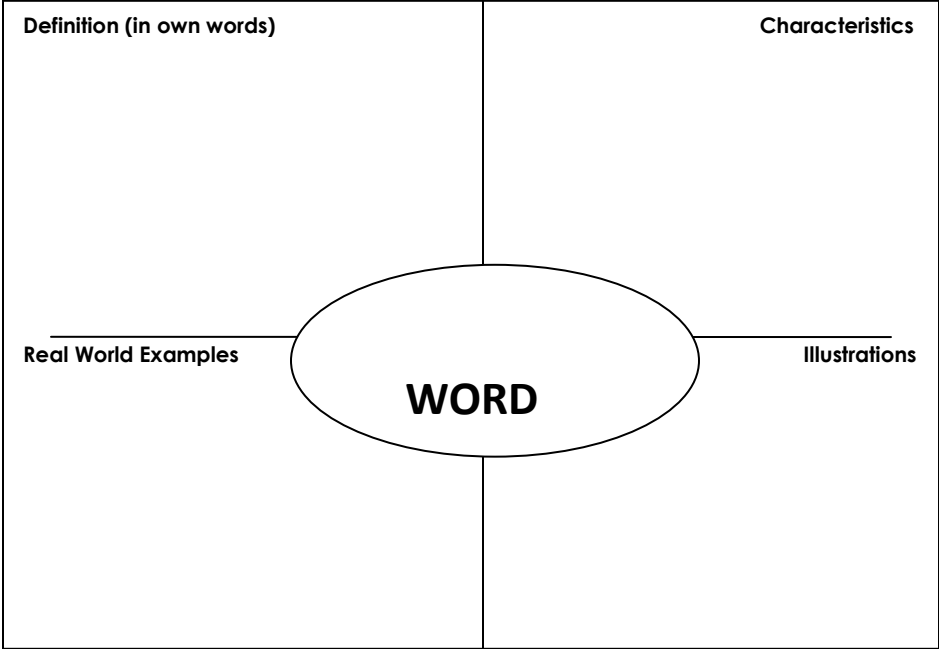 Definition (in own words)
Characteristics
Real World Examples
Illustrations
WORD